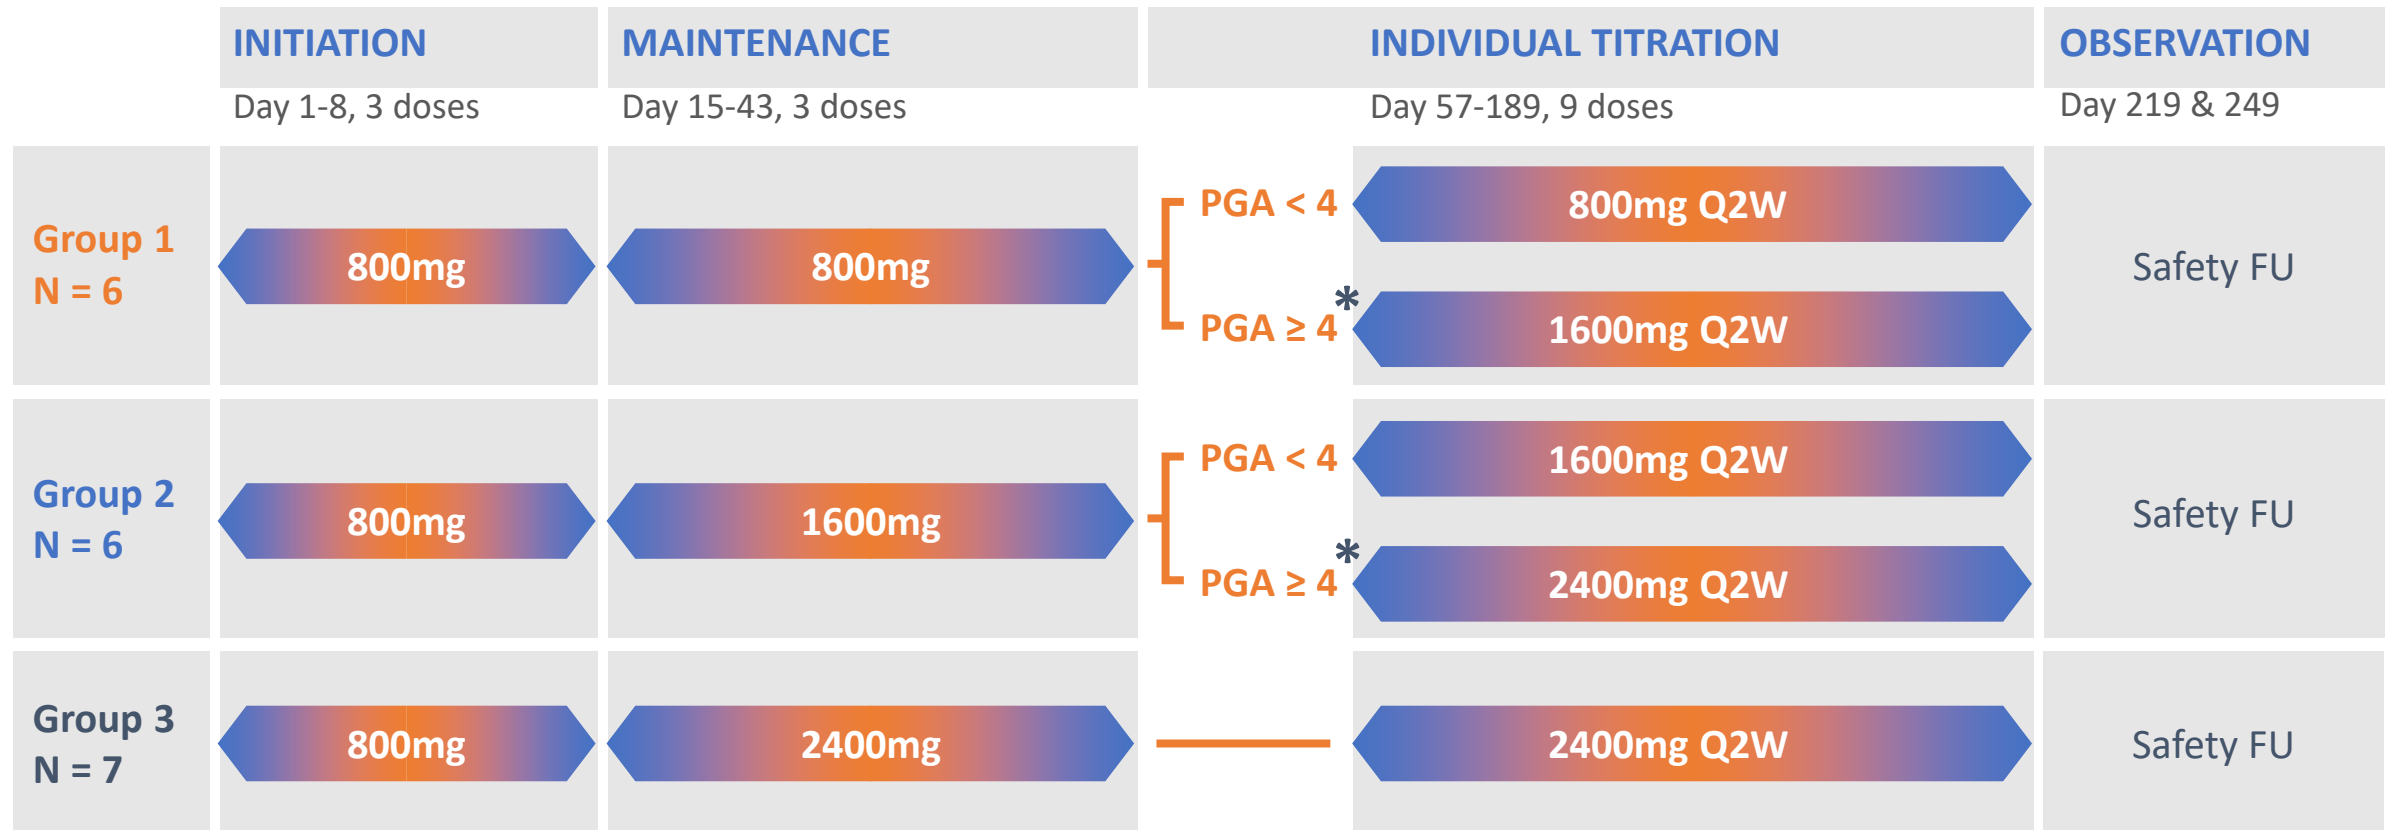 INITIATION
MAINTENANCE
INDIVIDUAL TITRATION
OBSERVATION
Day 1-8, 3 doses
Day 15-43, 3 doses
Day 57-189, 9 doses
Day 219 & 249
Group 1
N = 6
800mg
800mg
PGA < 4
800mg Q2W
PGA ≥ 4*
1600mg Q2W
Safety FU
Group 2
N = 6
800mg
1600mg
PGA < 4
1600mg Q2W
PGA ≥ 4*
2400mg Q2W
Safety FU
Group 3
N = 7
800mg
2400mg
2400mg Q2W
Safety FU